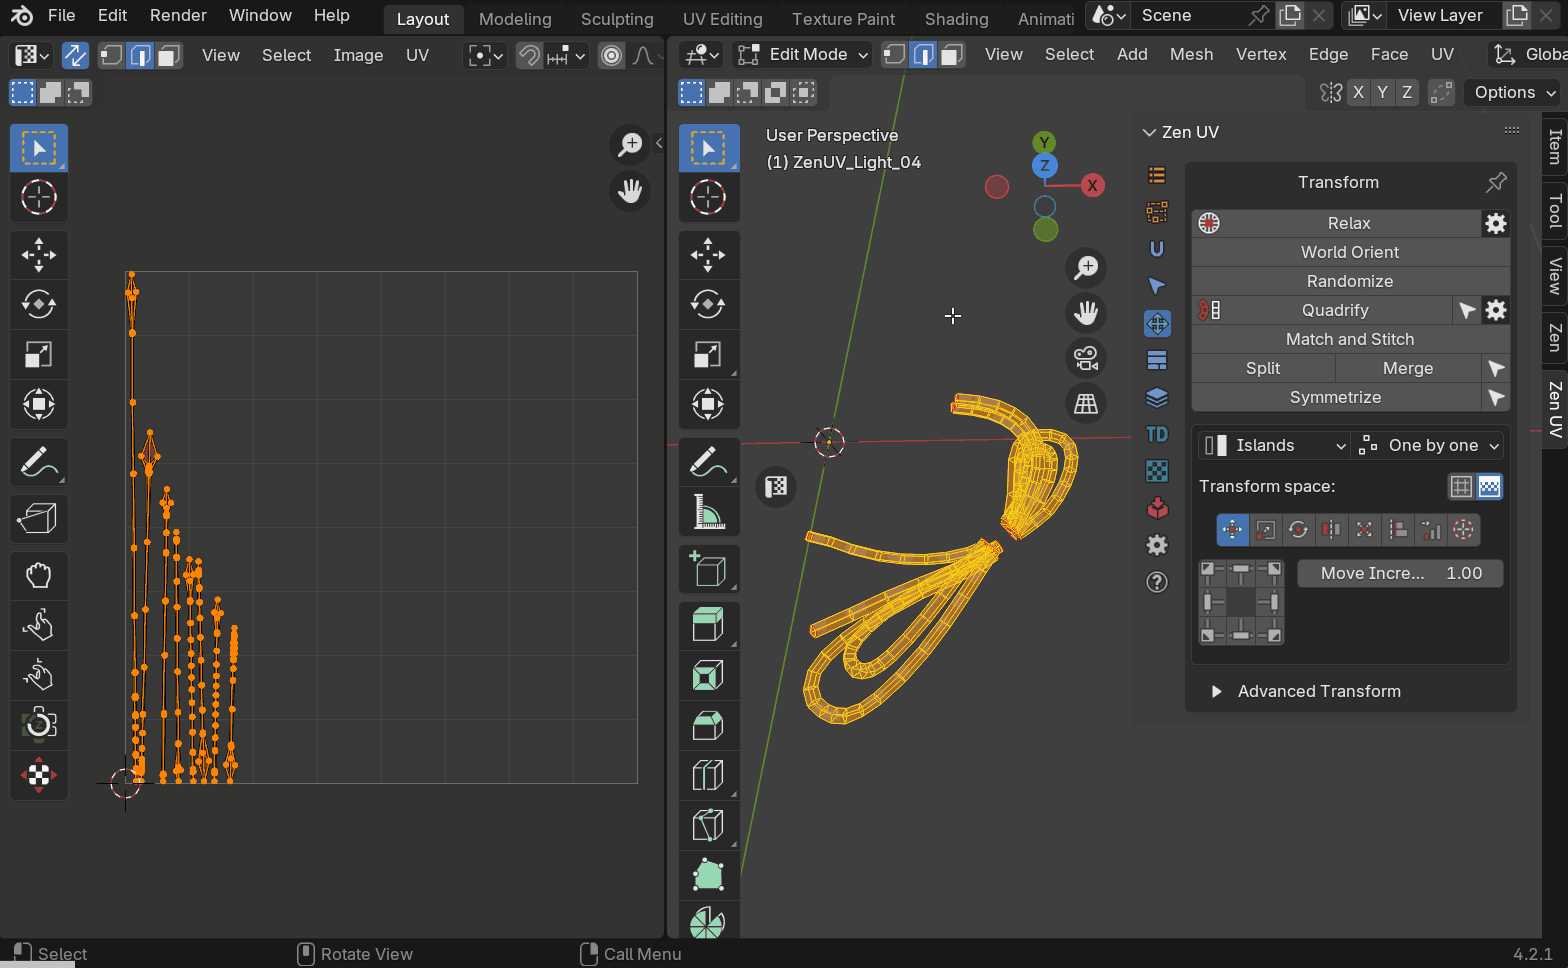 File Edit Render Window Help Layout Modeling Sculpting UV Editing Texture Paint Shading Animati Scene View Layer
View Select Image UV Edit Mode View Select Add Mesh Vertex Edge Face UV Globa
X Y Z Options
User Perspective
(1) ZenUV_Light_04
Y
Z
X
Zen UV
Transform
Relax
World Orient
Randomize
Quadrify
Match and Stitch
Split Merge
Symmetrize
TD
Islands One by one
Transform space:
Move Incre... 1.00
Advanced Transform
Item
Tool
View
Zen
Zen UV
Select Rotate View Call Menu 4.2.1